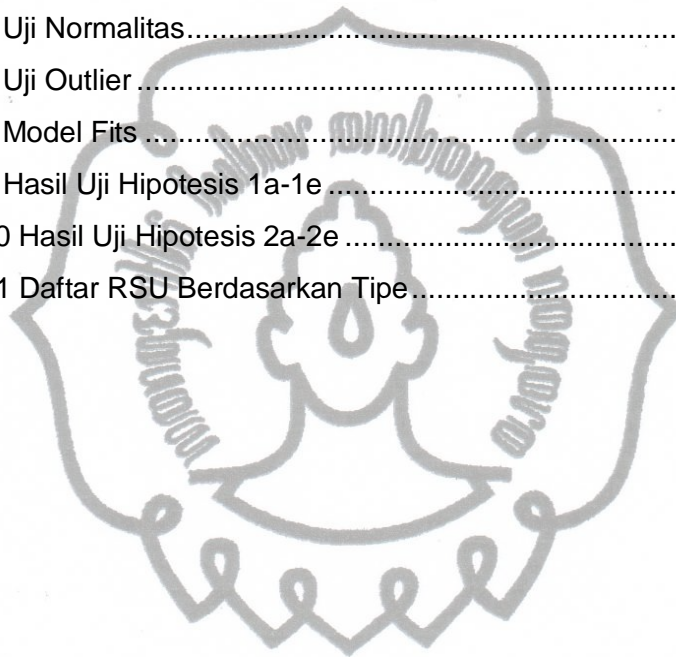 Uji Normalitas
Uji Outlier
Model Fits
Hasil Uji Hipotesis 1a-1e
0 Hasil Uji Hipotesis 2a-2e
1 Daftar RSU Berdasarkan Tipe